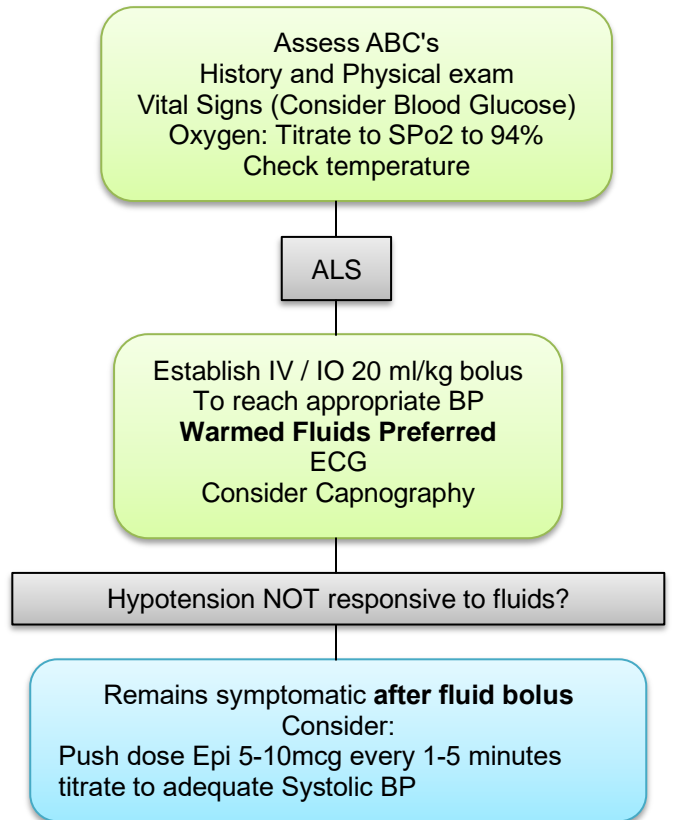 Assess ABC's
History and Physical exam
Vital Signs (Consider Blood Glucose)
Oxygen: Titrate to SPo2 to 94%
Check temperature
ALS
Establish IV / IO 20 ml/kg bolus
To reach appropriate BP
Warmed Fluids Preferred
ECG
Consider Capnography
Hypotension NOT responsive to fluids?
Remains symptomatic after fluid bolus
Consider:
Push dose Epi 5-10mcg every 1-5 minutes
titrate to adequate Systolic BP